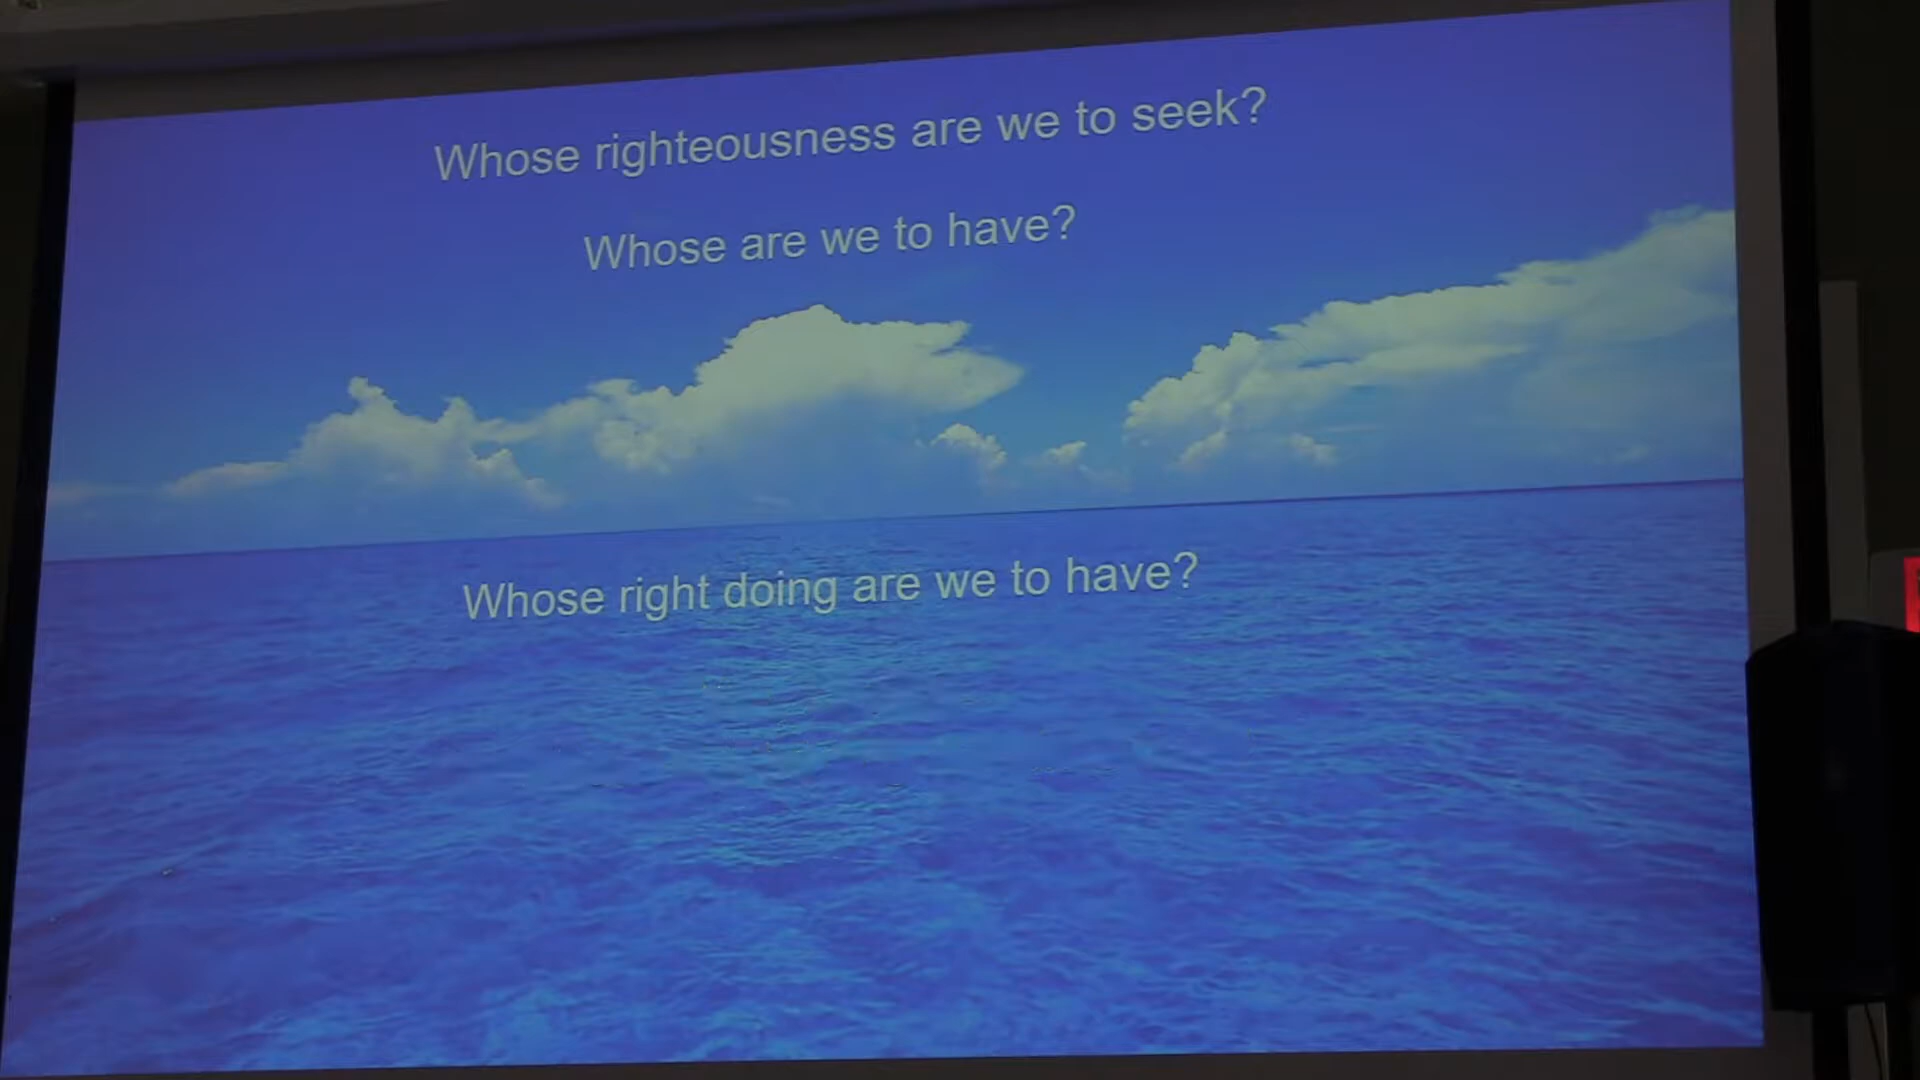 Whose righteousness are we to seek?
Whose are we to have?
Whose right doing are we to have?